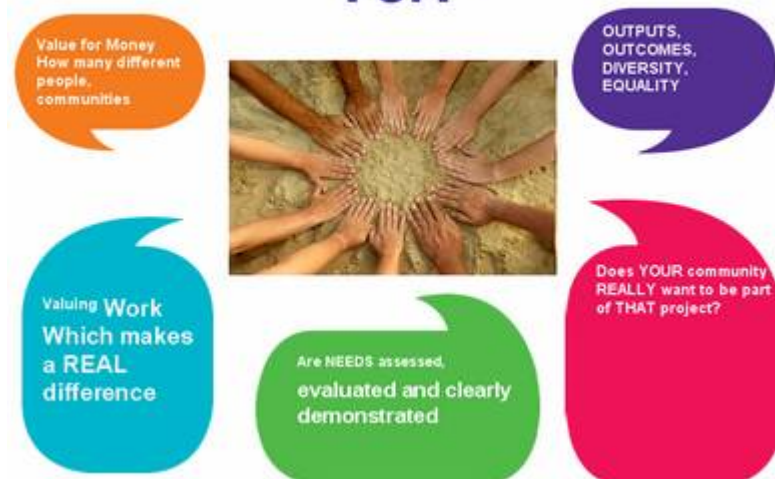 Value for Money
How many different
people,
communities
OUTPUTS,
OUTCOMES,
DIVERSITY,
EQUALITY
Valuing Work
Which makes
a REAL
difference
Are NEEDS assessed,
evaluated and clearly
demonstrated
Does YOUR community
REALLY want to be part
of THAT project?